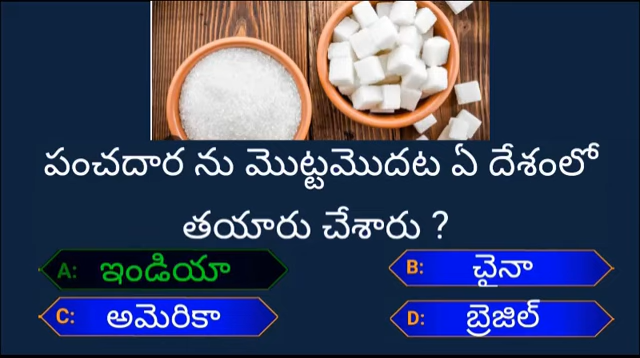 పంచదార ను మొట్టమొదట ఏ దేశంలో
తయారు చేశారు ?
A: ఇండియా
B: చైనా
C: అమెరికా
D: బ్రెజిల్